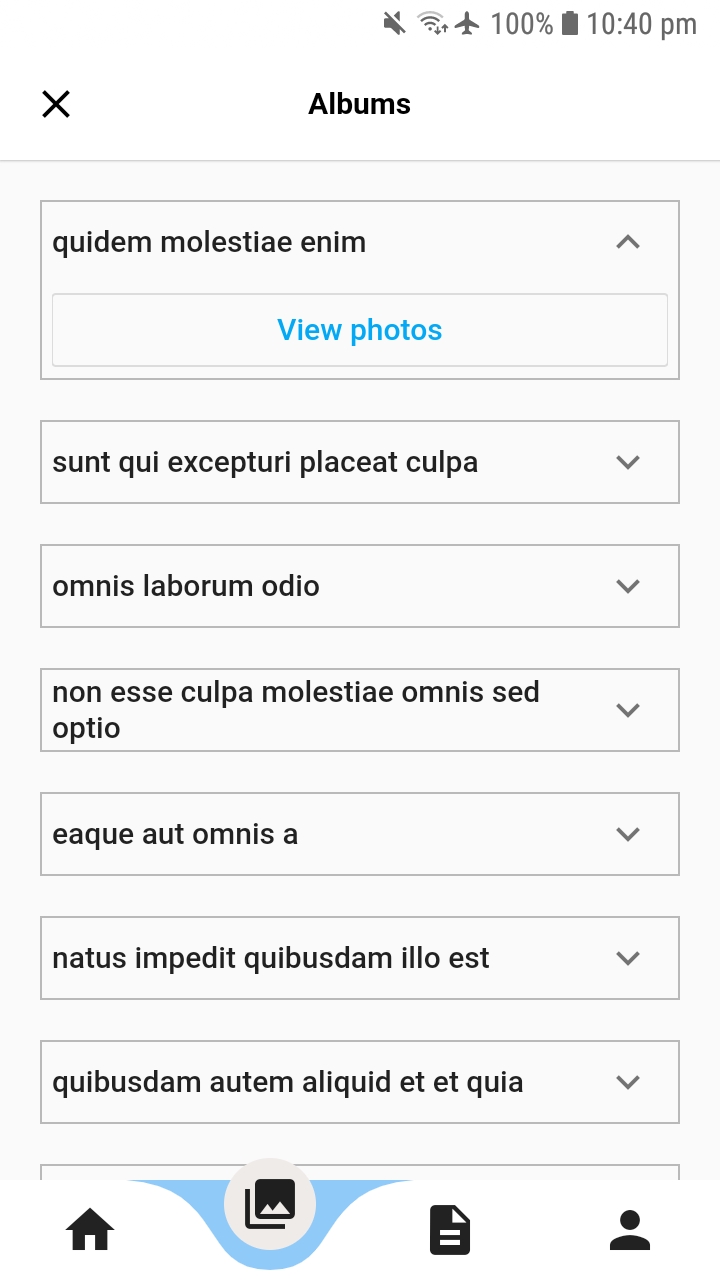 100% 10:40 pm
Albums
quidem molestiae enim
View photos
sunt qui excepturi placeat culpa
omnis laborum odio
non esse culpa molestiae omnis sed
optio
eaque aut omnis a
natus impedit quibusdam illo est
quibusdam autem aliquid et et quia